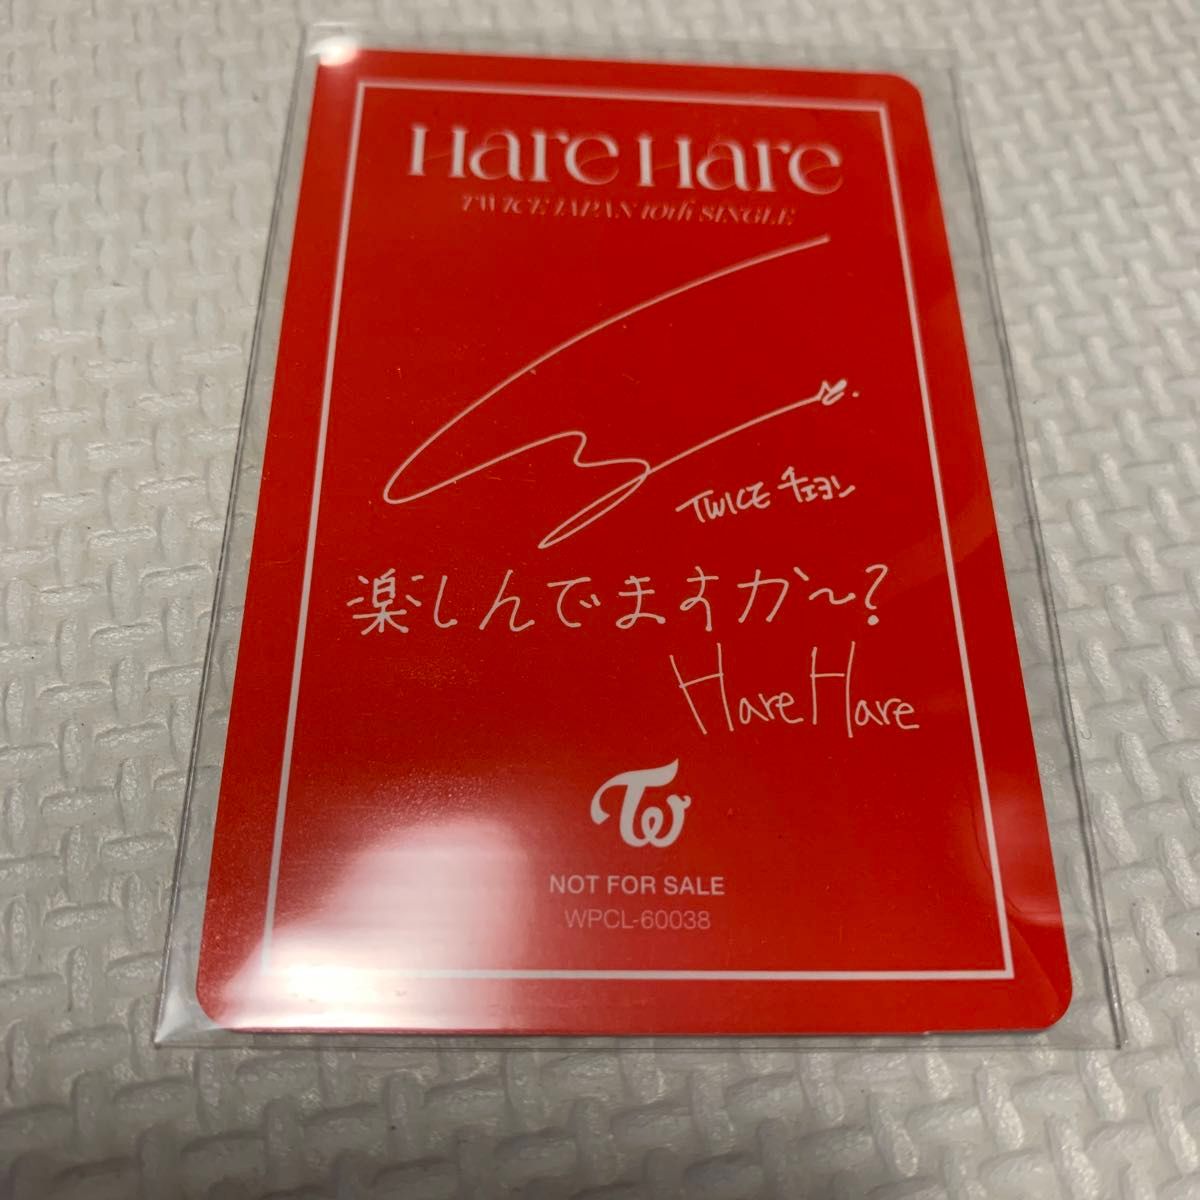 Hare Hare
TWICE JAPAN 10th SINGLE
TWICE チェヨン
楽しんでますか〜?
Hare Hare
TW
NOT FOR SALE
WPCL-60038